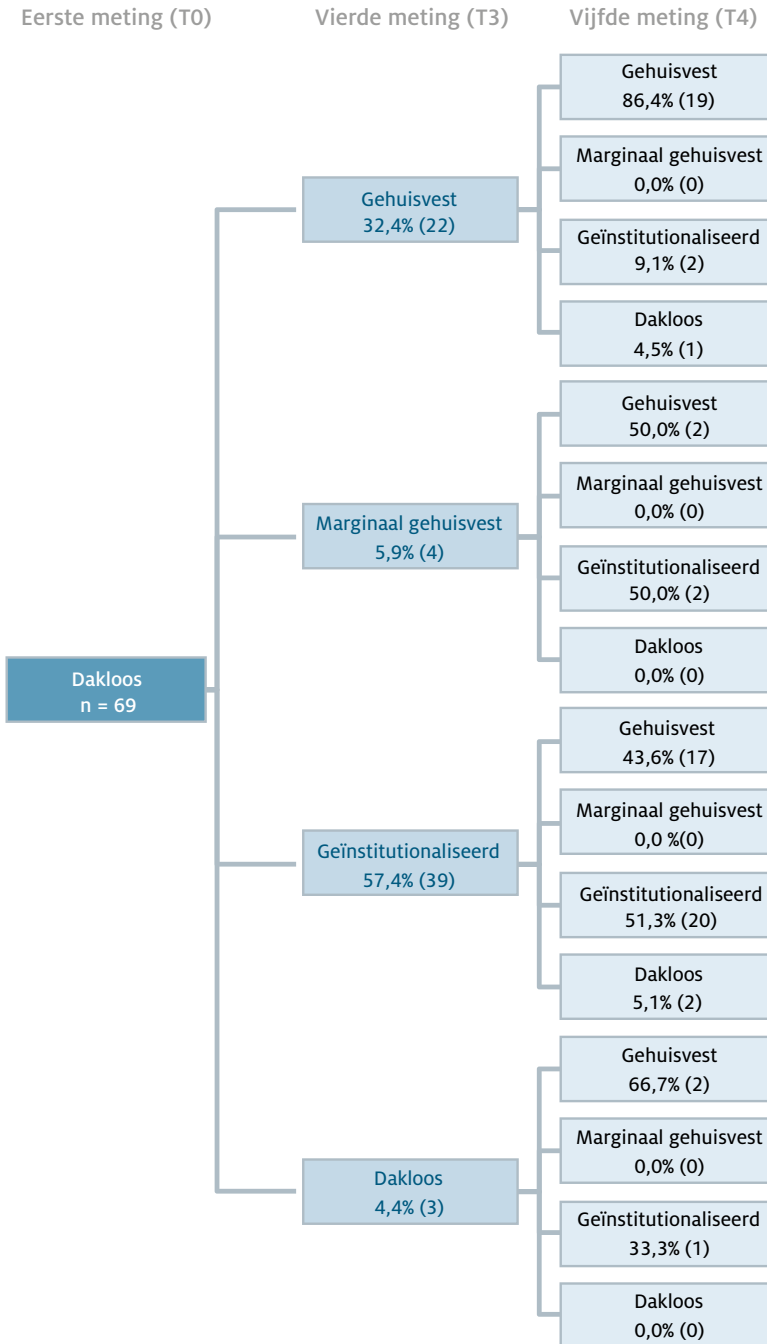 Eerste meting (T0)
Vierde meting (T3)
Vijfde meting (T4)
Dakloos
n = 69
Gehuisvest
32,4% (22)
Gehuisvest
86,4% (19)
Marginaal gehuisvest
0,0% (0)
Geïnstitutionaliseerd
9,1% (2)
Dakloos
4,5% (1)
Marginaal gehuisvest
5,9% (4)
Gehuisvest
50,0% (2)
Marginaal gehuisvest
0,0% (0)
Geïnstitutionaliseerd
50,0% (2)
Dakloos
0,0% (0)
Geïnstitutionaliseerd
57,4% (39)
Gehuisvest
43,6% (17)
Marginaal gehuisvest
0,0 %(0)
Geïnstitutionaliseerd
51,3% (20)
Dakloos
5,1% (2)
Dakloos
4,4% (3)
Gehuisvest
66,7% (2)
Marginaal gehuisvest
0,0% (0)
Geïnstitutionaliseerd
33,3% (1)
Dakloos
0,0% (0)